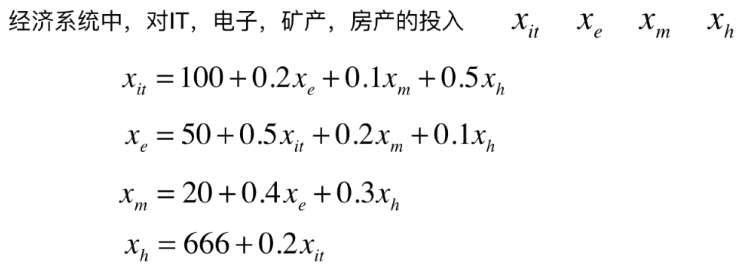 经济系统中，对IT，电子，矿产，房产的投入 x_{it} x_e x_m x_h
x_{it} = 100 + 0.2x_e + 0.1x_m + 0.5x_h
x_e = 50 + 0.5x_{it} + 0.2x_m + 0.1x_h
x_m = 20 + 0.4x_e + 0.3x_h
x_h = 666 + 0.2x_{it}